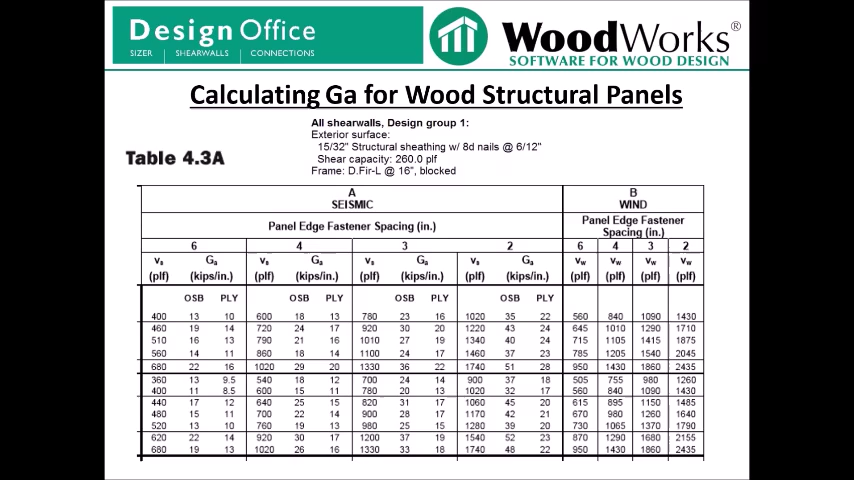 Design Office
SIZER | SHEARWALLS | CONNECTIONS
WoodWorks®
SOFTWARE FOR WOOD DESIGN
Calculating Ga for Wood Structural Panels
All shearwalls, Design group 1:
Exterior surface:
15/32" Structural sheathing w/ 8d nails @ 6/12"
Shear capacity: 260.0 plf
Frame: D.Fir-L @ 16", blocked
Table 4.3A
A B
SEISMIC WIND
Panel Edge Fastener Spacing (in.) Panel Edge Fastener
Spacing (in.)
6 4 3 2 6 4 3 2
vs Ga vs Ga vs Ga vs Ga vw vw vw vw
(plf) (kips/in.) (plf) (kips/in.) (plf) (kips/in.) (plf) (kips/in.) (plf) (plf) (plf) (plf)
OSB PLY OSB PLY OSB PLY OSB PLY
400 13 10 600 18 13 780 23 16 1020 35 22 560 840 1090 1430
460 19 14 720 24 17 920 30 20 1220 43 24 645 1010 1290 1710
510 16 13 790 21 16 1010 27 19 1340 40 24 715 1105 1415 1875
560 14 11 860 18 14 1100 24 17 1460 37 23 785 1205 1540 2045
680 22 16 1020 29 20 1330 36 22 1740 51 28 950 1430 1860 2435
360 13 9.5 540 18 12 700 24 14 900 37 18 505 755 980 1260
400 11 8.5 600 15 11 780 20 13 1020 32 17 560 840 1090 1430
440 17 12 640 25 15 820 31 17 1060 45 20 615 895 1150 1485
480 15 11 700 22 14 900 28 17 1170 42 21 670 980 1260 1640
520 13 10 760 19 13 980 25 15 1280 39 20 730 1065 1370 1790
620 22 14 920 30 17 1200 37 19 1540 52 23 870 1290 1680 2155
680 19 13 1020 26 16 1330 33 18 1740 48 22 950 1430 1860 2435